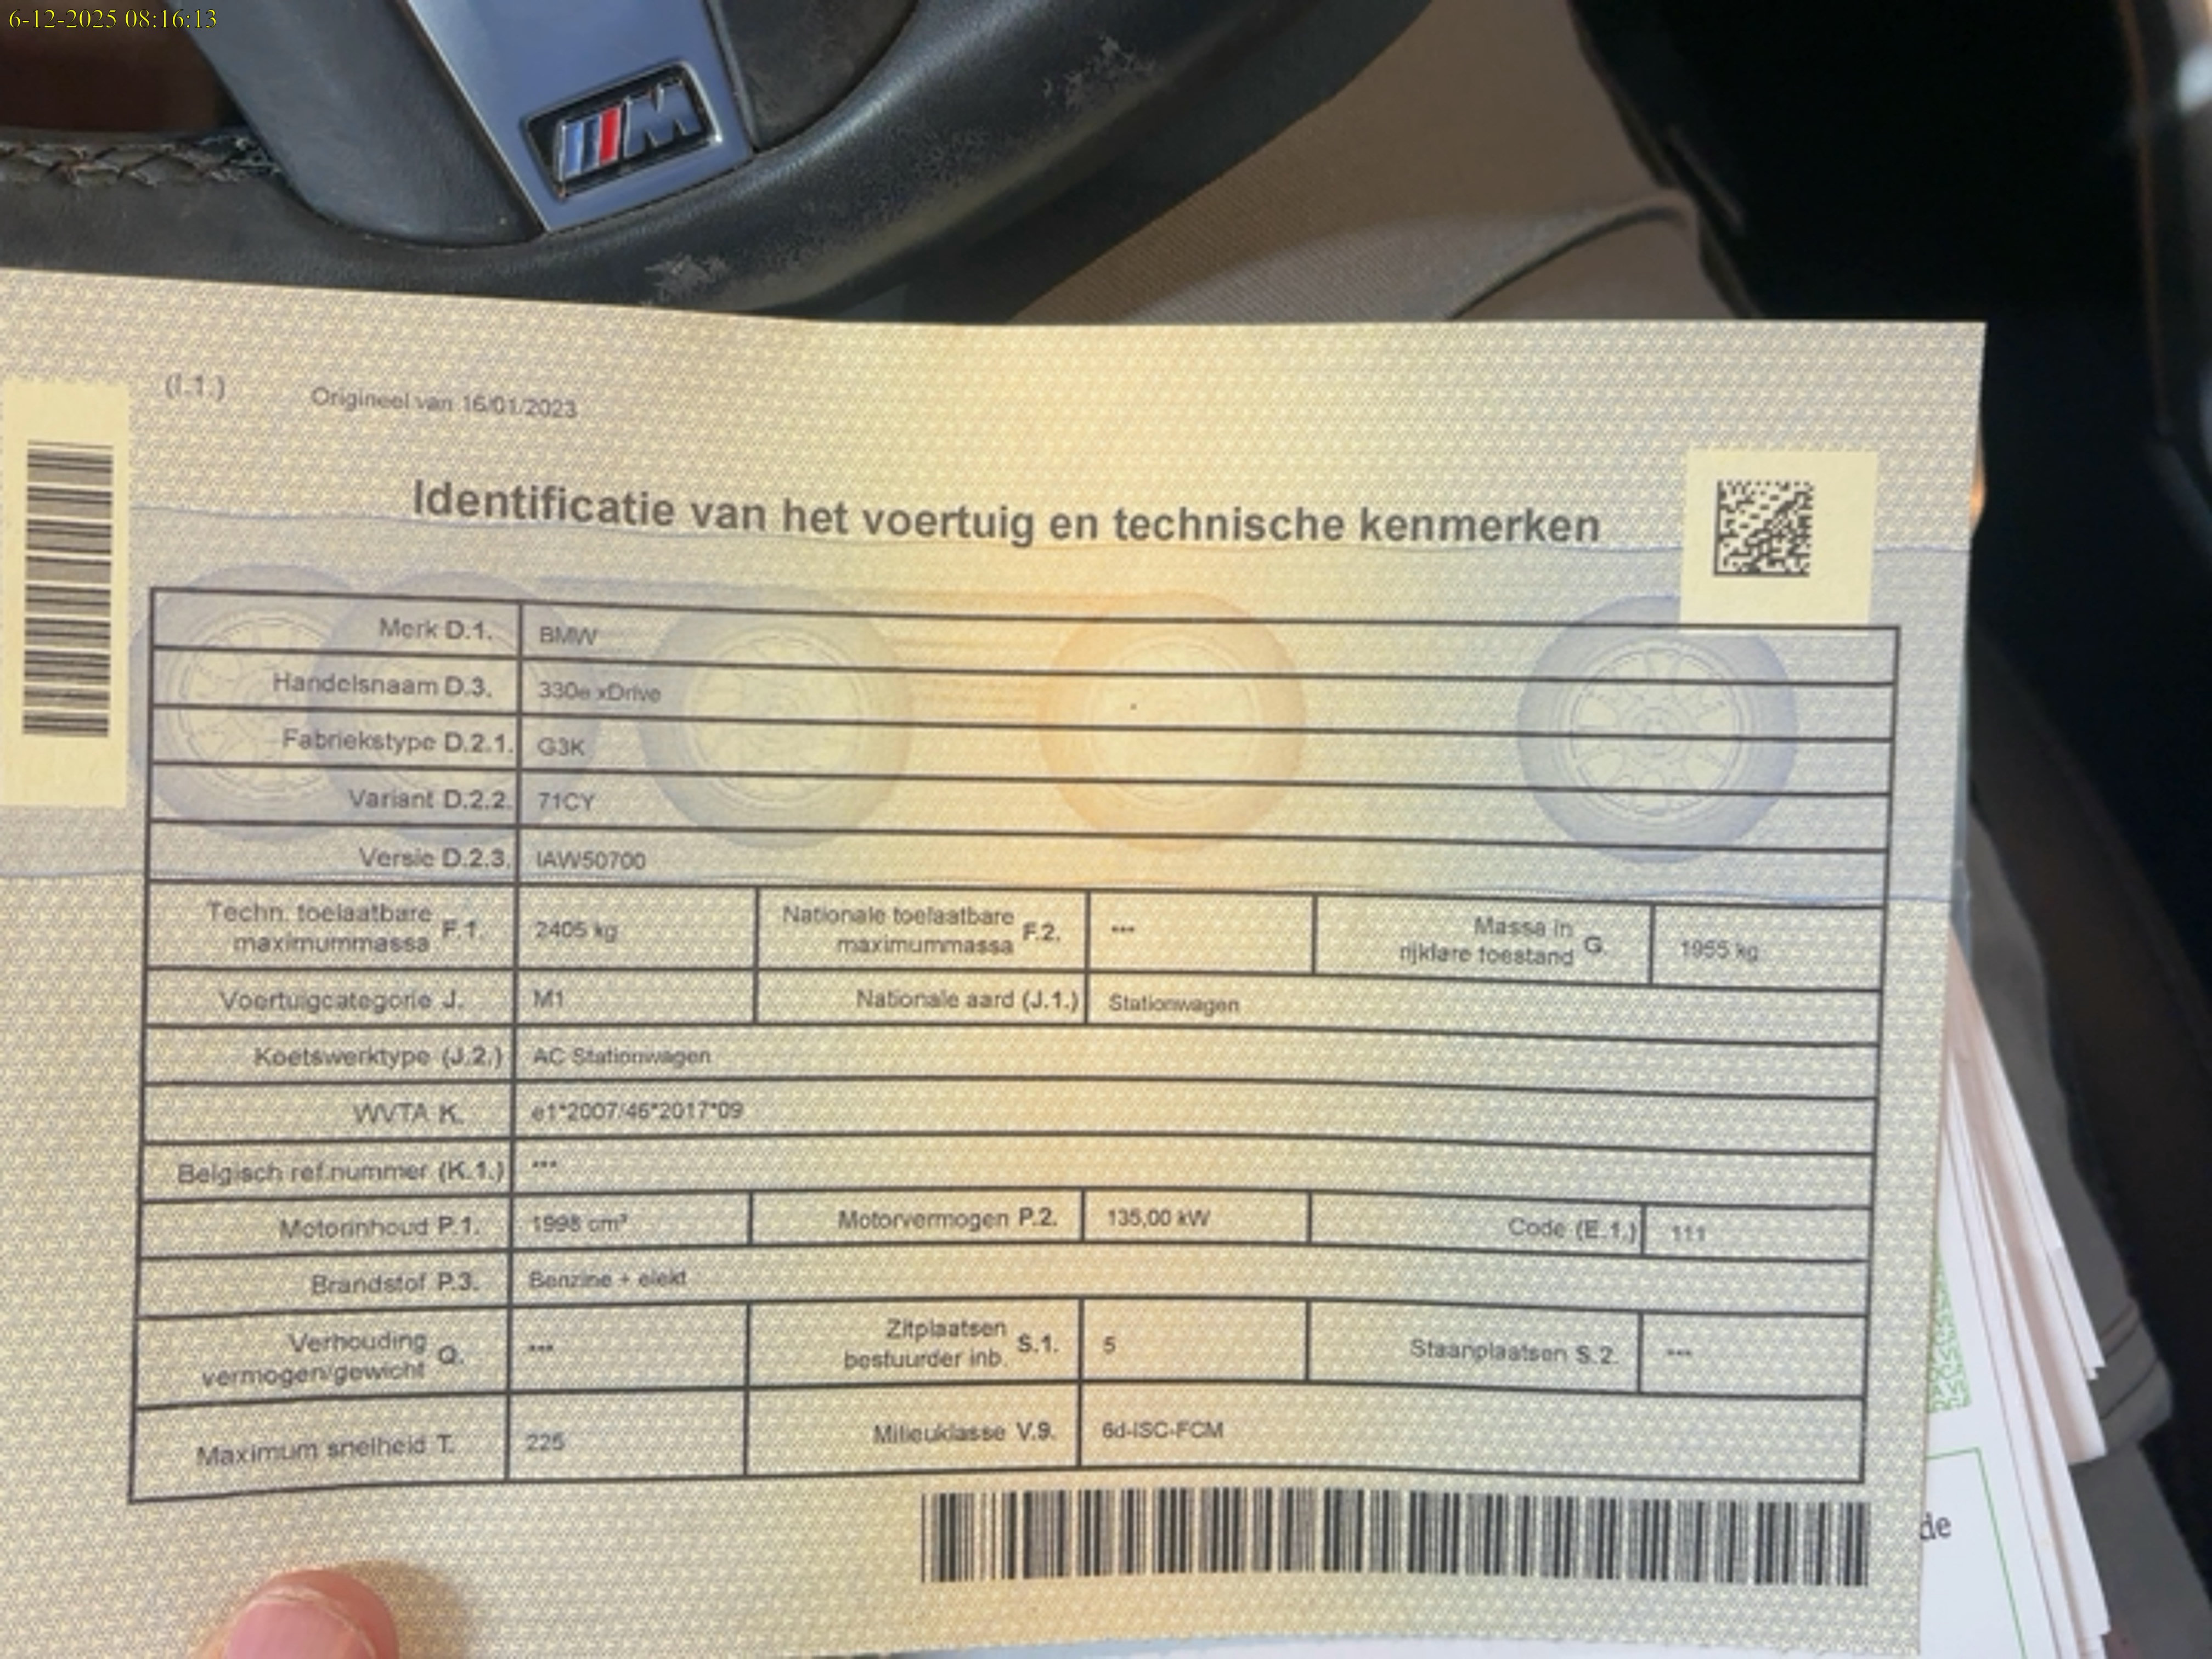 6-12-2025 08:16:13
M
(I.1.) Origineel van 16/01/2023
Identificatie van het voertuig en technische kenmerken
Merk D.1. BMW
Handelsnaam D.3. 330e xDrive
Fabriekstype D.2.1. G3K
Variant D.2.2. 71CY
Versie D.2.3. IAW50700
Techn. toelaatbare maximummassa F.1. 2405 kg Nationale toelaatbare maximummassa F.2. --- Massa in rijklare toestand G. 1955 kg
Voertuigcategorie J. M1 Nationale aard (J.1.) Stationwagen
Koetswerktype (J.2.) AC Stationwagen
WVTA K. e1*2007/46*2017*09
Belgisch ref.nummer (K.1.) ---
Motorinhoud P.1. 1998 cm³ Motorvermogen P.2. 135,00 kW Code (E.1.) 111
Brandstof P.3. Benzine + elekt
Verhouding vermogen/gewicht Q. --- Zitplaatsen bestuurder inb. S.1. 5 Staanplaatsen S.2. ---
Maximum snelheid T. 225 Milieuklasse V.9. 6d-ISC-FCM
de